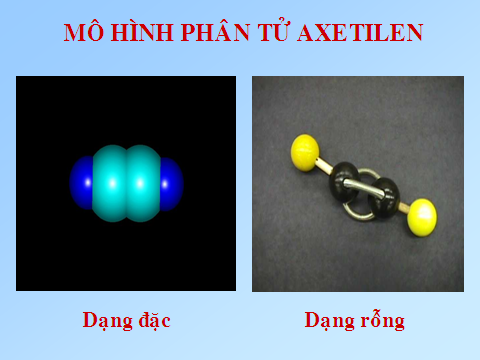 MÔ HÌNH PHÂN TỬ AXETILEN
Dạng đặc
Dạng rỗng